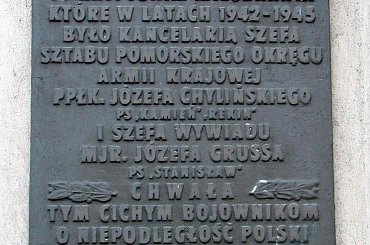 KTÓRE W LATACH 1942-1945
BYŁO KANCELARIĄ SZEFA
SZTABU POMORSKIEGO OKRĘGU
ARMII KRAJOWEJ
PPŁK. JÓZEFA CHYLIŃSKIEGO
PS „KAMIEŃ”, „REKIN”
I SZEFA WYWIADU
MJR. JÓZEFA GRUSSA
PS „STANISŁAW”
CHWAŁA
TYM CICHYM BOJOWNIKOM
O NIEPODLEGŁOŚĆ POLSKI